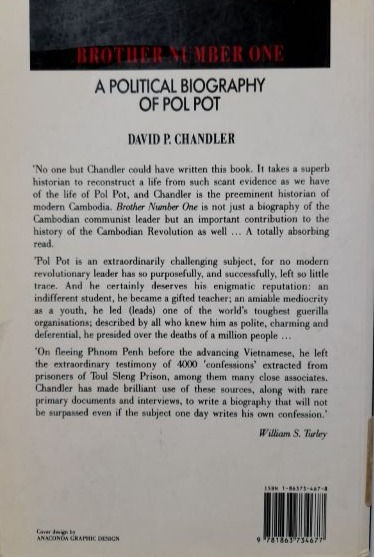 BROTHER NUMBER ONE
A POLITICAL BIOGRAPHY
OF POL POT
DAVID P. CHANDLER
'No one but Chandler could have written this book. It takes a superb
historian to reconstruct a life from such scant evidence as we have
of the life of Pol Pot, and Chandler is the preeminent historian of
modern Cambodia. Brother Number One is not just a biography of the
Cambodian communist leader but an important contribution to the
history of the Cambodian Revolution as well ... A totally absorbing
read.
'Pol Pot is an extraordinarily challenging subject, for no modern
revolutionary leader has so purposefully, and successfully, left so little
trace. And he certainly deserves his enigmatic reputation: an
indifferent student, he became a gifted teacher; an amiable mediocrity
as a youth, he led (leads) one of the world's toughest guerilla
organisations; described by all who knew him as polite, charming and
deferential, he presided over the deaths of a million people ...
'On fleeing Phnom Penh before the advancing Vietnamese, he left
the extraordinary testimony of 4000 'confessions' extracted from
prisoners of Toul Sleng Prison, among them many close associates.
Chandler has made brilliant use of these sources, along with rare
primary documents and interviews, to write a biography that will not
be surpassed even if the subject one day writes his own confession.'
William S. Turley
ISBN 1-86373-467-8
Cover design by
ANACONDA GRAPHIC DESIGN
9 781863 734677